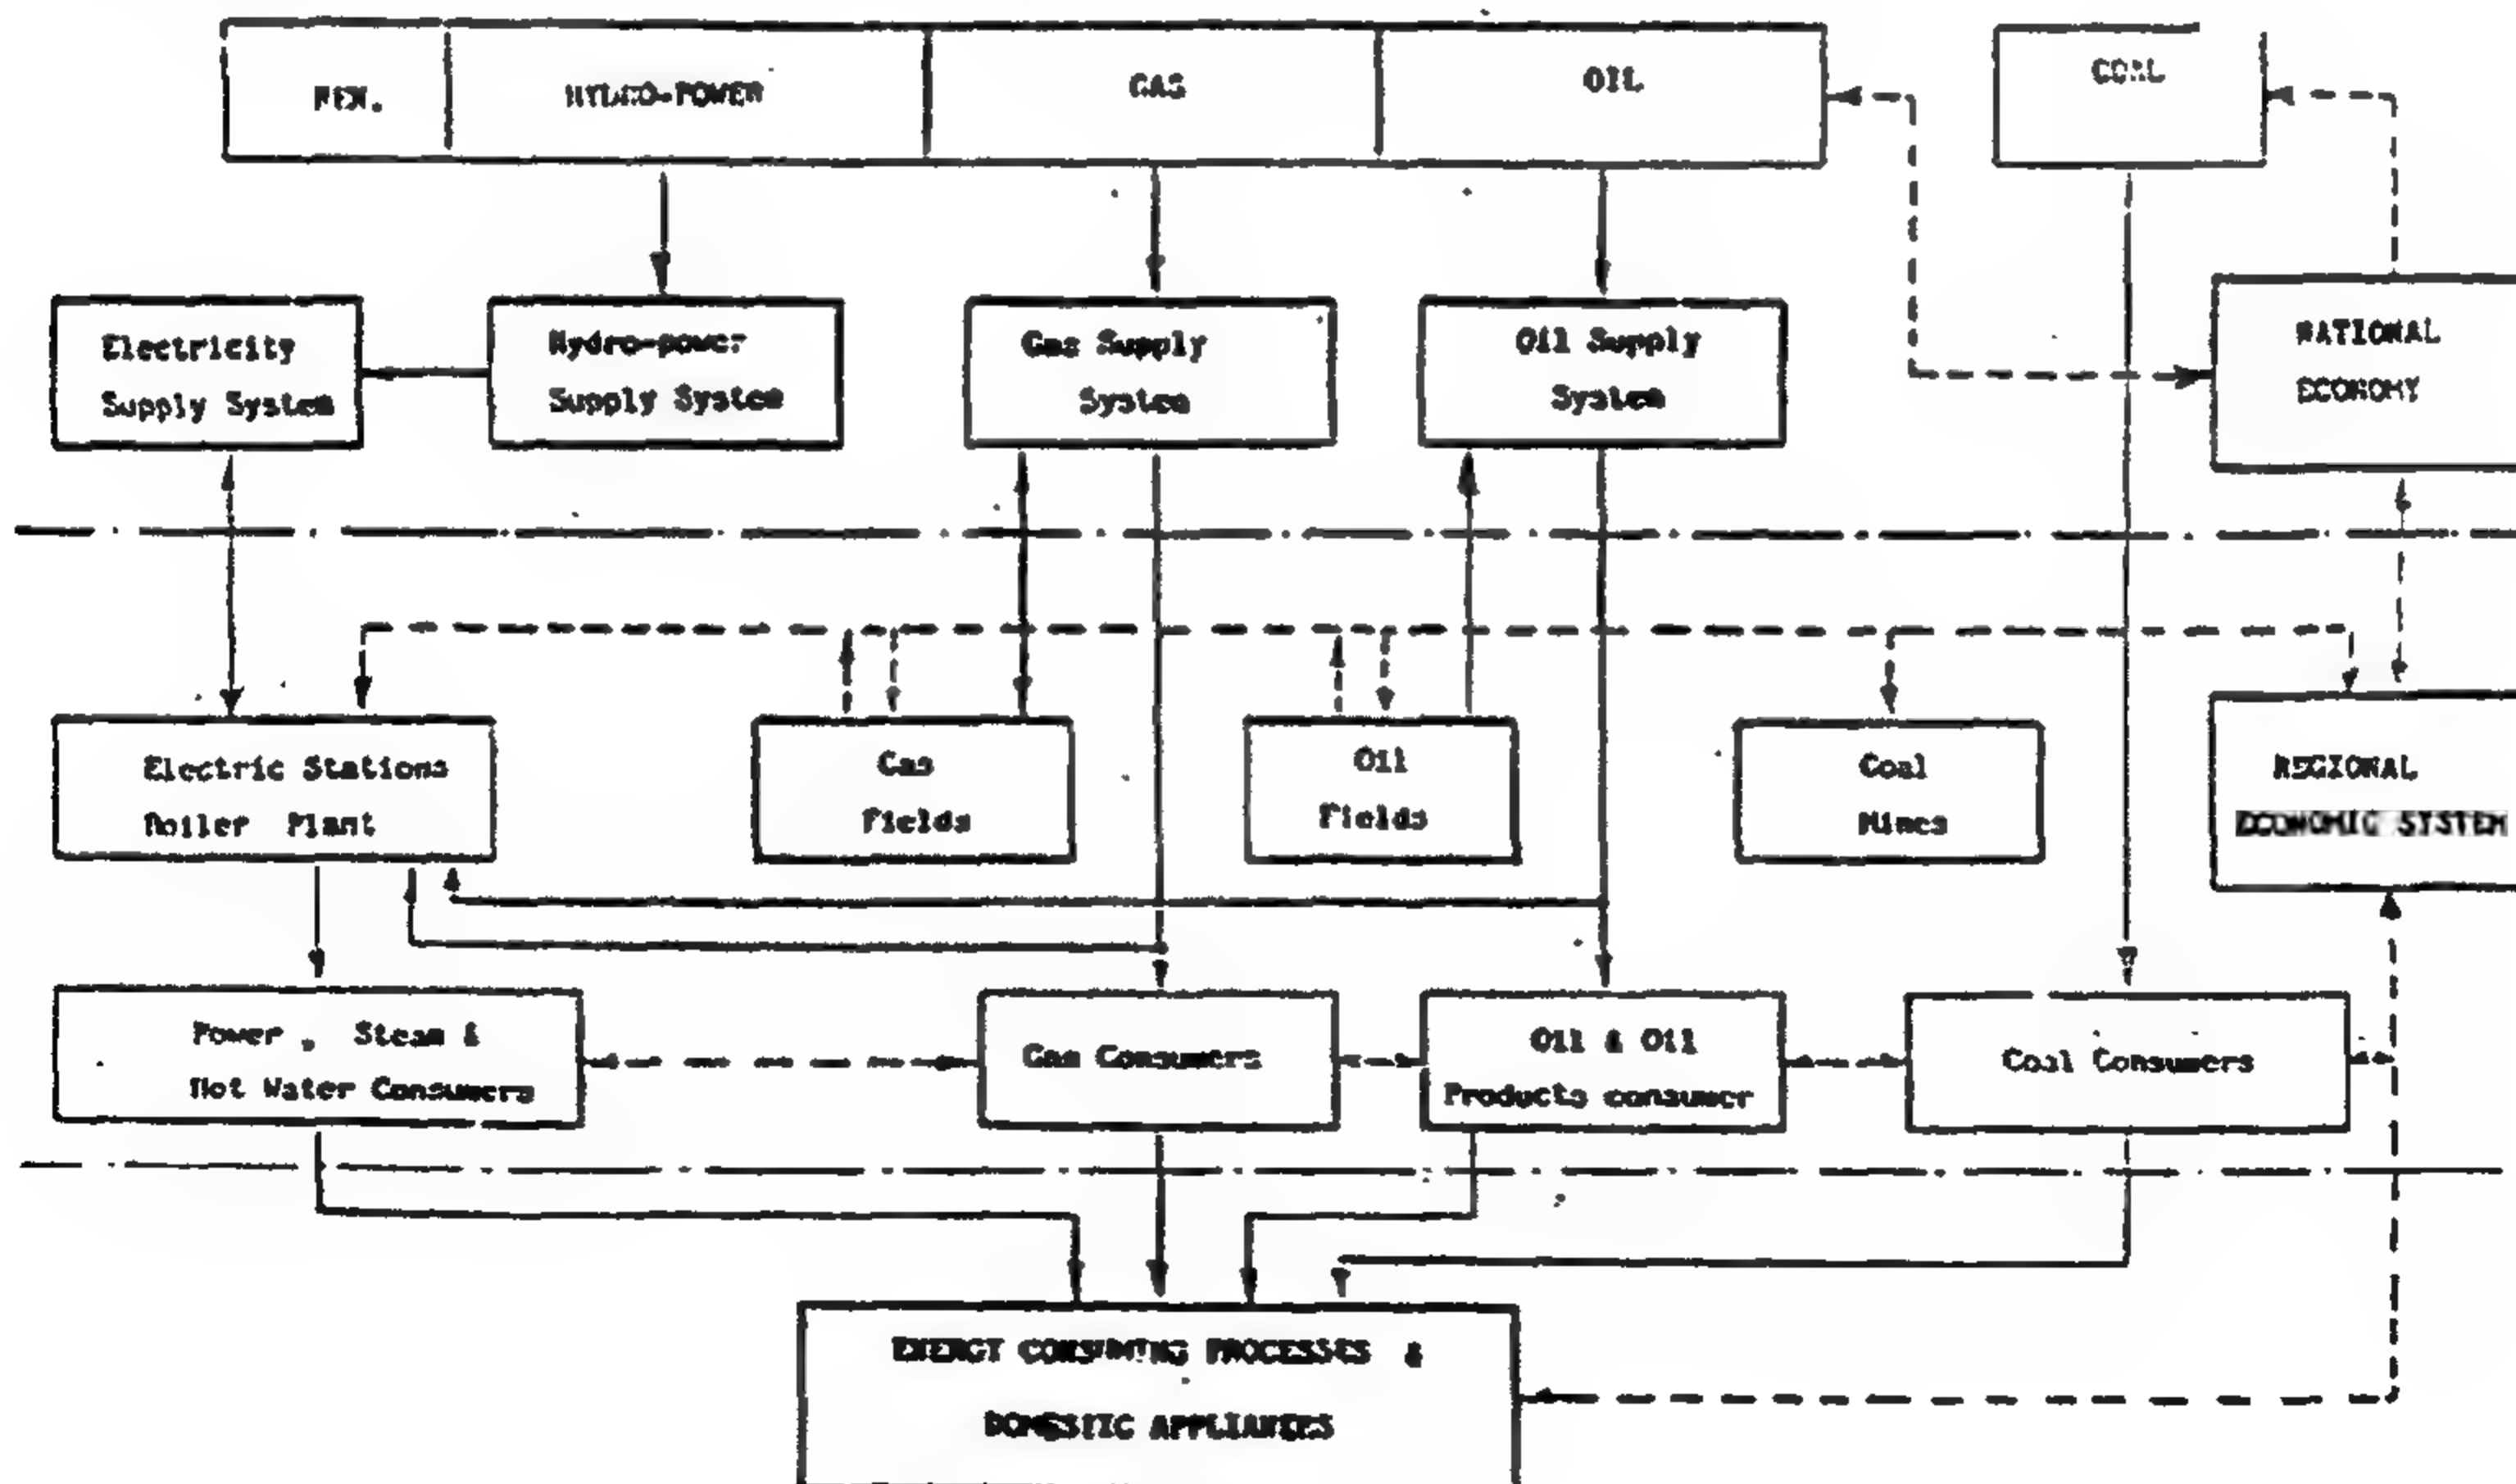 REN.
HYDRO-POWER
GAS
OIL
COAL
Electricity
Supply System
Hydro-power
Supply System
Gas Supply
System
Oil Supply
System
NATIONAL
ECONOMY
Electric Stations
Boiler Plant
Gas
Fields
Oil
Fields
Coal
Mines
REGIONAL
ECONOMIC SYSTEM
Power , Steam &
Hot Water Consumers
Gas Consumers
Oil & Oil
Products consumer
Coal Consumers
ENERGY CONSUMING PROCESSES &
DOMESTIC APPLIANCES